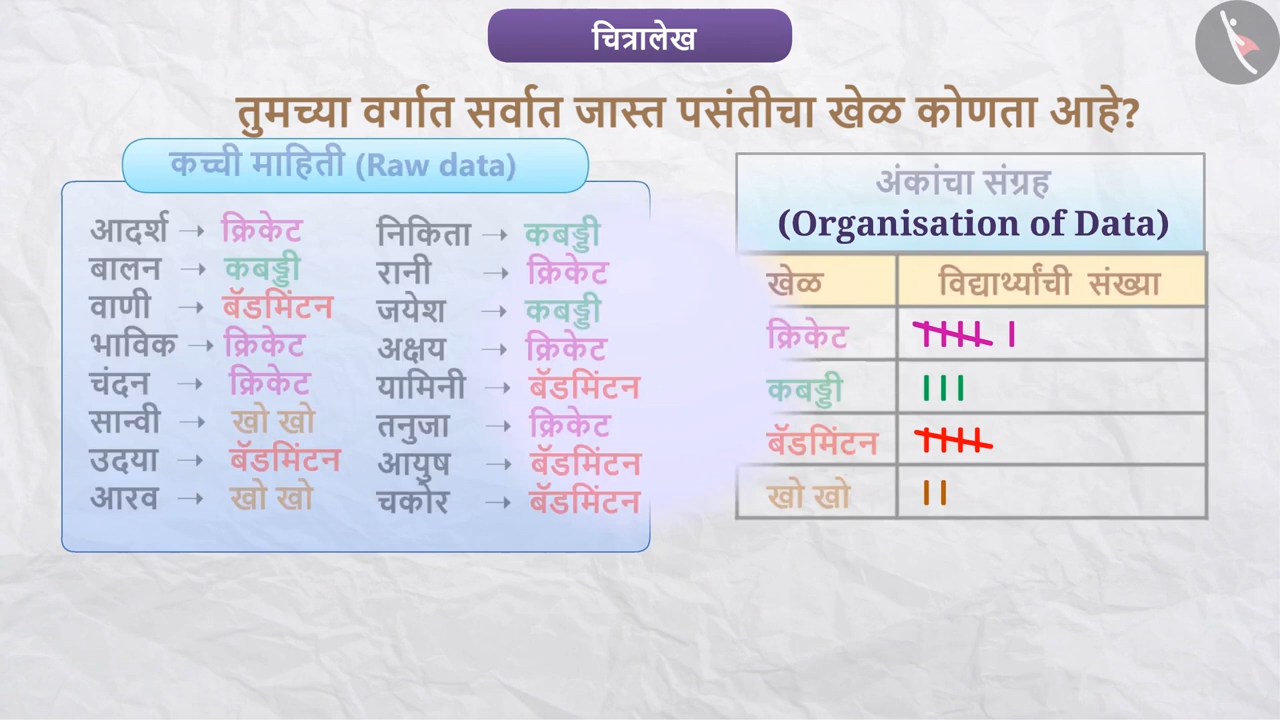 चित्रालेख
तुमच्या वर्गात सर्वात जास्त पसंतीचा खेळ कोणता आहे?
कच्ची माहिती (Raw data)
आदर्श → क्रिकेट
बालन → कबड्डी
वाणी → बॅडमिंटन
भाविक → क्रिकेट
चंदन → क्रिकेट
सान्वी → खो खो
उदया → बॅडमिंटन
आरव → खो खो
निकिता → कबड्डी
रानी → क्रिकेट
जयेश → कबड्डी
अक्षय → क्रिकेट
यामिनी → बॅडमिंटन
तनुजा → क्रिकेट
आयुष → बॅडमिंटन
चकोर → बॅडमिंटन
अंकांचा संग्रह
(Organisation of Data)
खेळ विद्यार्थ्यांची संख्या
क्रिकेट
कबड्डी
बॅडमिंटन
खो खो